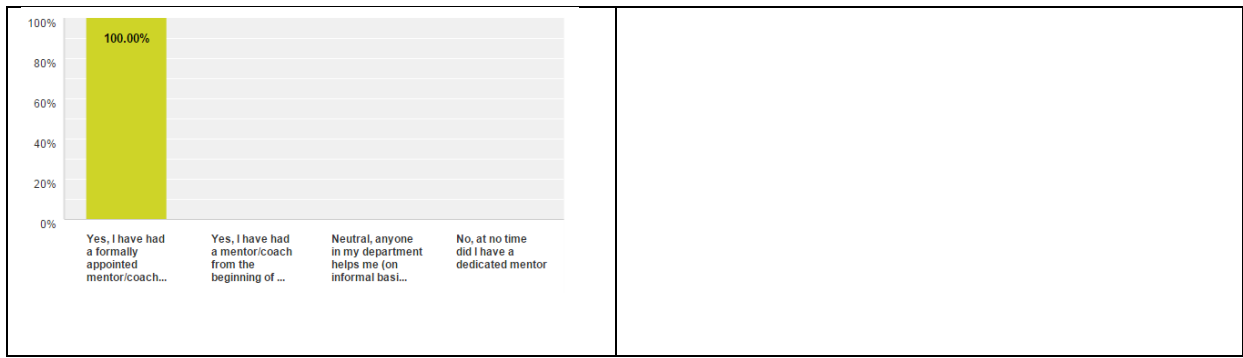 100%
100.00%
80%
60%
40%
20%
0%
Yes, I have had
a formally
appointed
mentor/coach...
Yes, I have had
a mentor/coach
from the
beginning of ...
Neutral, anyone
in my department
helps me (on
informal basi...
No, at no time
did I have a
dedicated mentor